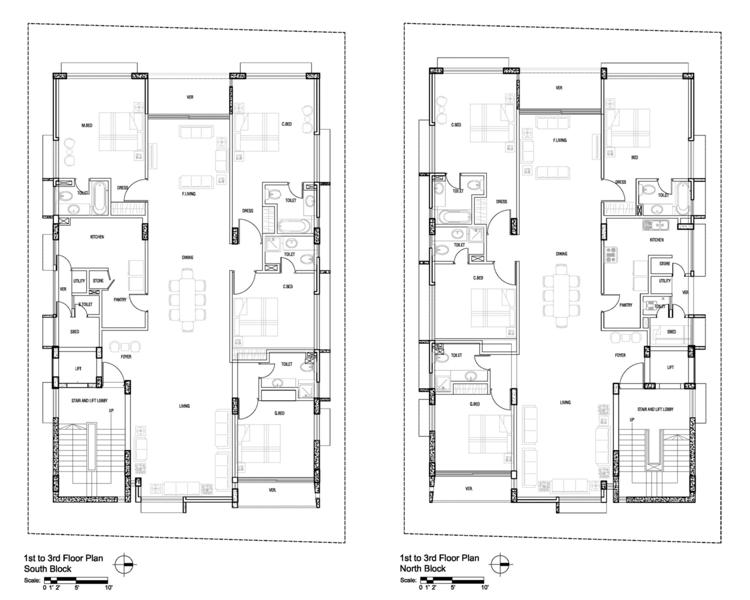 VER
M.BED
C.BED
TOILET
DRESS
F.LIVING
TOILET
DRESS
KITCHEN
TOILET
DINING
UTILITY
STORE
VER
C.BED
S.TOILET
PANTRY
SBED
FOYER
LIFT
TOILET
STAIR AND LIFT LOBBY
UP
LIVING
G.BED
VER.
1st to 3rd Floor Plan
South Block
Scale:
0 1' 2' 5' 10'
VER
C.BED
F.LIVING
BED
TOILET
DRESS
DRESS
TOILET
TOILET
KITCHEN
DINING
STORE
C.BED
UTILITY
VER
PANTRY
TOILET
SBED
FOYER
TOILET
LIFT
G.BED
LIVING
STAIR AND LIFT LOBBY
UP
VER.
1st to 3rd Floor Plan
North Block
Scale:
0 1' 2' 5' 10'